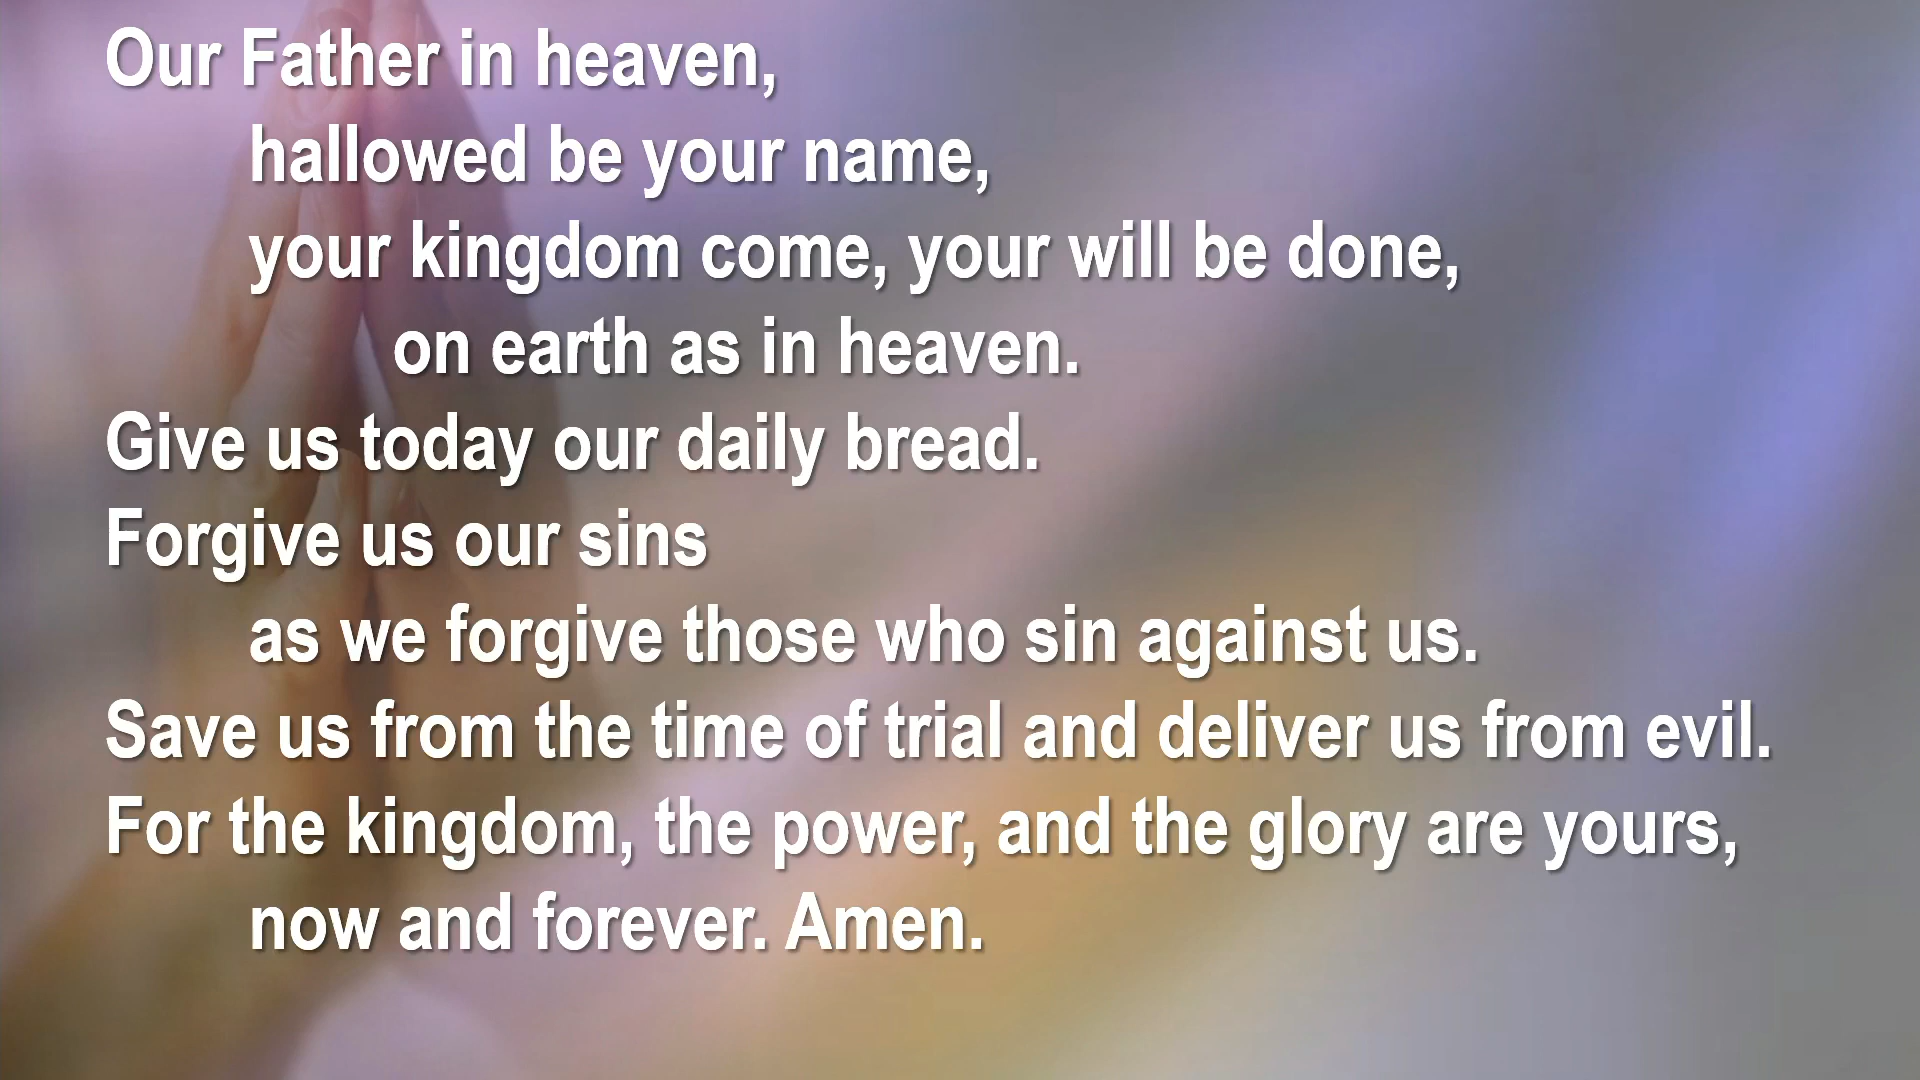 Our Father in heaven,
hallowed be your name,
your kingdom come, your will be done,
on earth as in heaven.
Give us today our daily bread.
Forgive us our sins
as we forgive those who sin against us.
Save us from the time of trial and deliver us from evil.
For the kingdom, the power, and the glory are yours,
now and forever. Amen.